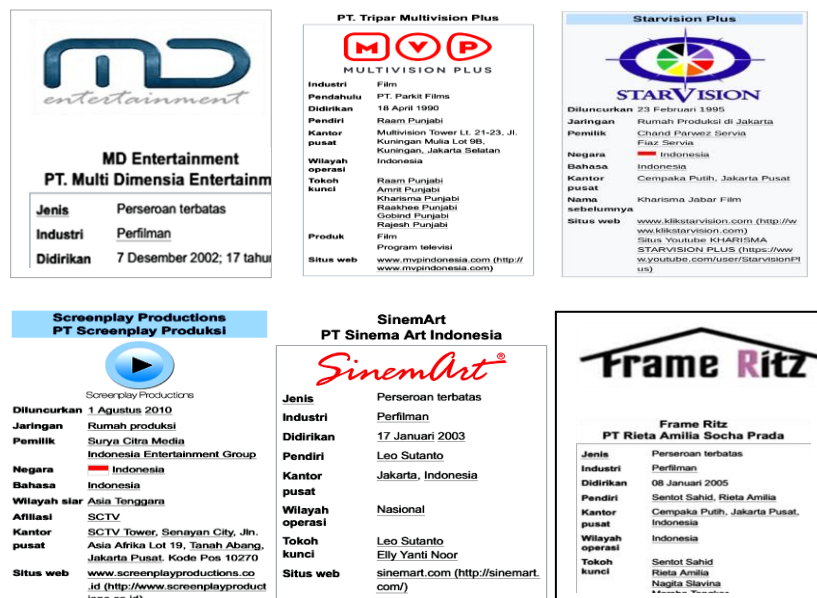 MD
entertainment
MD Entertainment
PT. Multi Dimensia Entertainm
Jenis Perseroan terbatas
Industri Perfilman
Didirikan 7 Desember 2002; 17 tahu
PT. Tripar Multivision Plus
MVP
MULTIVISION PLUS
Industri Film
Pendahulu PT. Parkit Films
Didirikan 18 April 1990
Pendiri Raam Punjabi
Kantor Multivision Tower Lt. 21-23, Jl.
pusat Kuningan Mulia Lot 9B,
Kuningan, Jakarta Selatan
Wilayah Indonesia
operasi
Tokoh Raam Punjabi
kunci Amrit Punjabi
Kharisma Punjabi
Raakhee Punjabi
Gobind Punjabi
Rajesh Punjabi
Produk Film
Program televisi
Situs web www.mvpindonesia.com (http://
www.mvpindonesia.com)
Starvision Plus
STARVISION
Diluncurkan 23 Februari 1995
Jaringan Rumah Produksi di Jakarta
Pemilik Chand Parwez Servia
Fiaz Servia
Negara Indonesia
Bahasa Indonesia
Kantor Cempaka Putih, Jakarta Pusat
pusat
Nama Kharisma Jabar Film
sebelumnya
Situs web www.klikstarvision.com (http://w
ww.klikstarvision.com)
Situs Youtube KHARISMA
STARVISION PLUS (https://ww
w.youtube.com/user/StarvisionPl
us)
Screenplay Productions
PT Screenplay Produksi
Screenplay Productions
Diluncurkan 1 Agustus 2010
Jaringan Rumah produksi
Pemilik Surya Citra Media
Indonesia Entertainment Group
Negara Indonesia
Bahasa Indonesia
Wilayah siar Asia Tenggara
Afiliasi SCTV
Kantor SCTV Tower, Senayan City, Jln.
pusat Asia Afrika Lot 19, Tanah Abang,
Jakarta Pusat. Kode Pos 10270
Situs web www.screenplayproductions.co
.id (http://www.screenplayproduct
SinemArt
PT Sinema Art Indonesia
SinemArt®
Jenis Perseroan terbatas
Industri Perfilman
Didirikan 17 Januari 2003
Pendiri Leo Sutanto
Kantor Jakarta, Indonesia
pusat
Wilayah Nasional
operasi
Tokoh Leo Sutanto
kunci Elly Yanti Noor
Situs web sinemart.com (http://sinemart.
com/)
Frame Ritz
Frame Ritz
PT Rieta Amilia Socha Prada
Jenis Perseroan terbatas
Industri Perfilman
Didirikan 08 Januari 2005
Pendiri Sentot Sahid, Rieta Amilia
Kantor Cempaka Putih, Jakarta Pusat,
pusat Indonesia
Wilayah Indonesia
operasi
Tokoh Sentot Sahid
kunci Rieta Amilia
Nagita Slavina